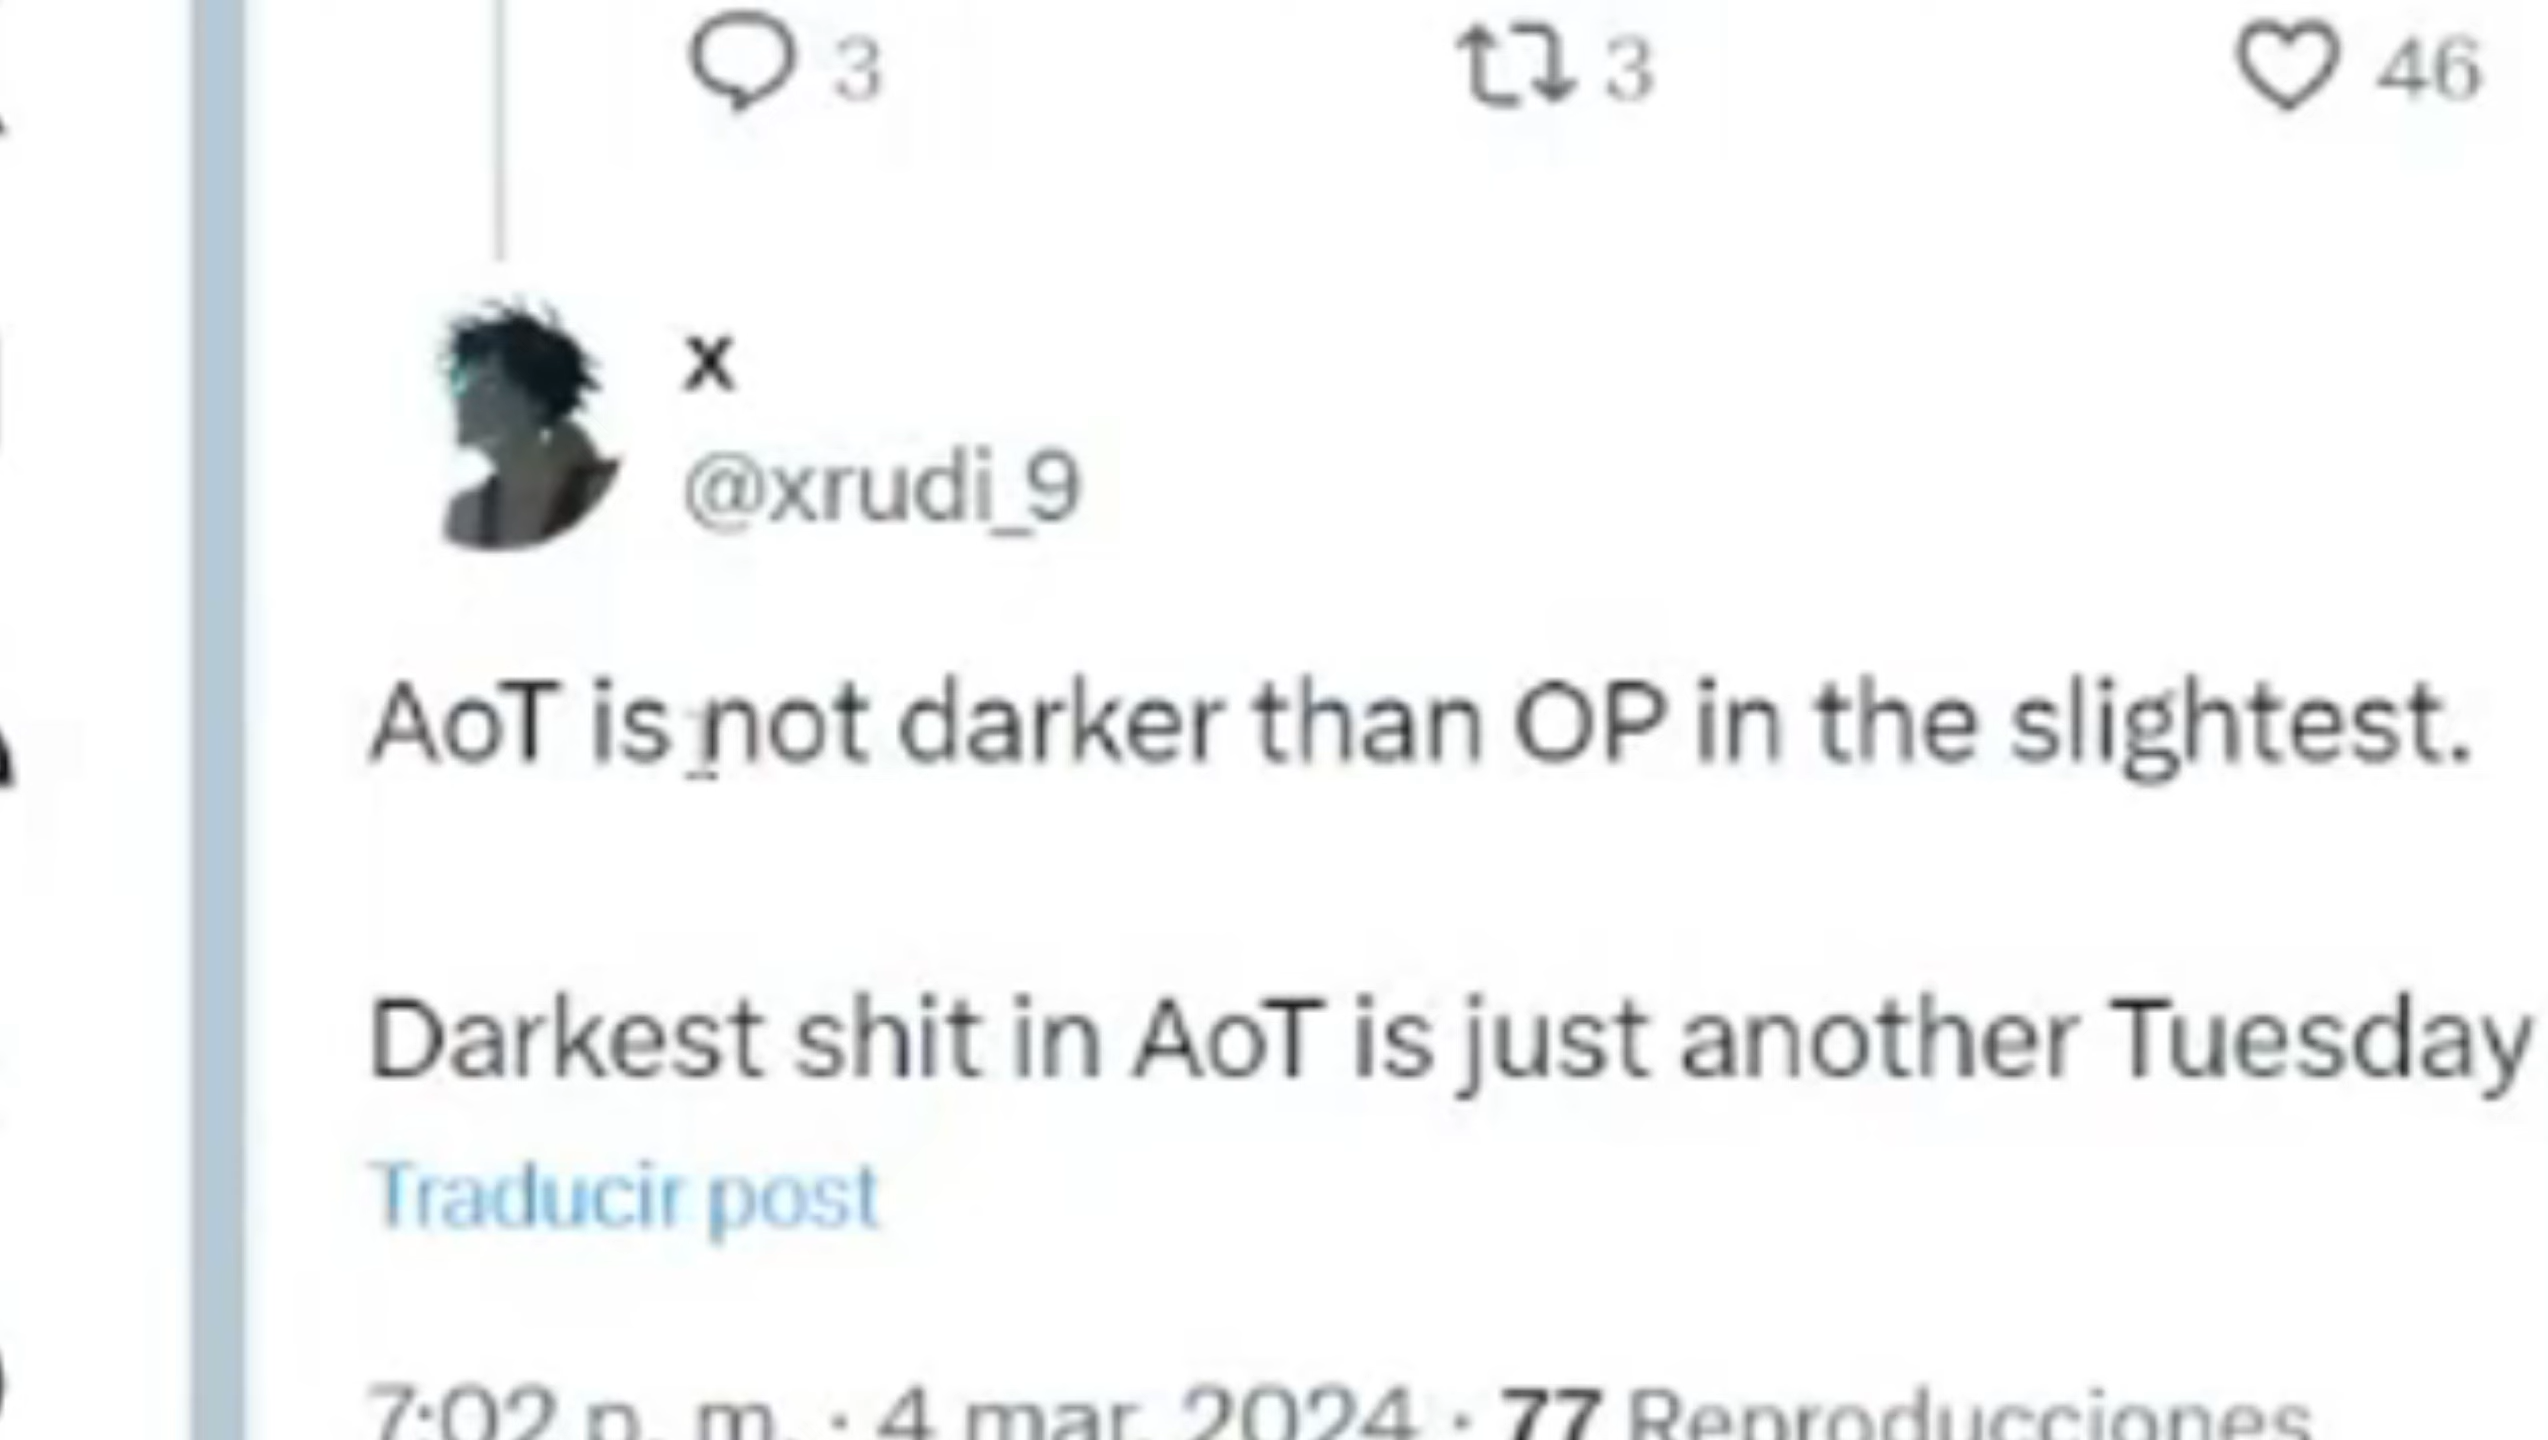 3 3 46
x
@xrudi_9
AoT is not darker than OP in the slightest.
Darkest shit in AoT is just another Tuesday
Traducir post
7:02 p. m. · 4 mar. 2024 · 77 Reproducciones